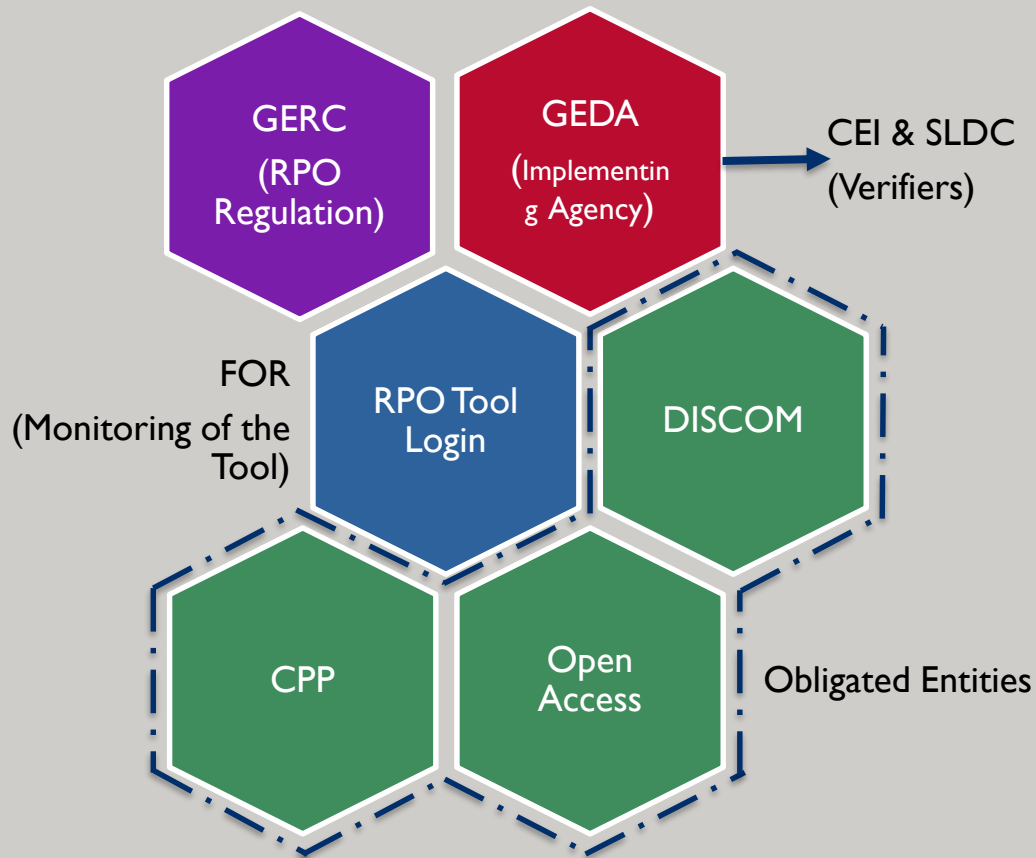 GERC
(RPO
Regulation)
GEDA
(Implementin
g Agency)
CEI & SLDC
(Verifiers)
FOR
(Monitoring of the
Tool)
RPO Tool
Login
DISCOM
CPP
Open
Access
Obligated Entities